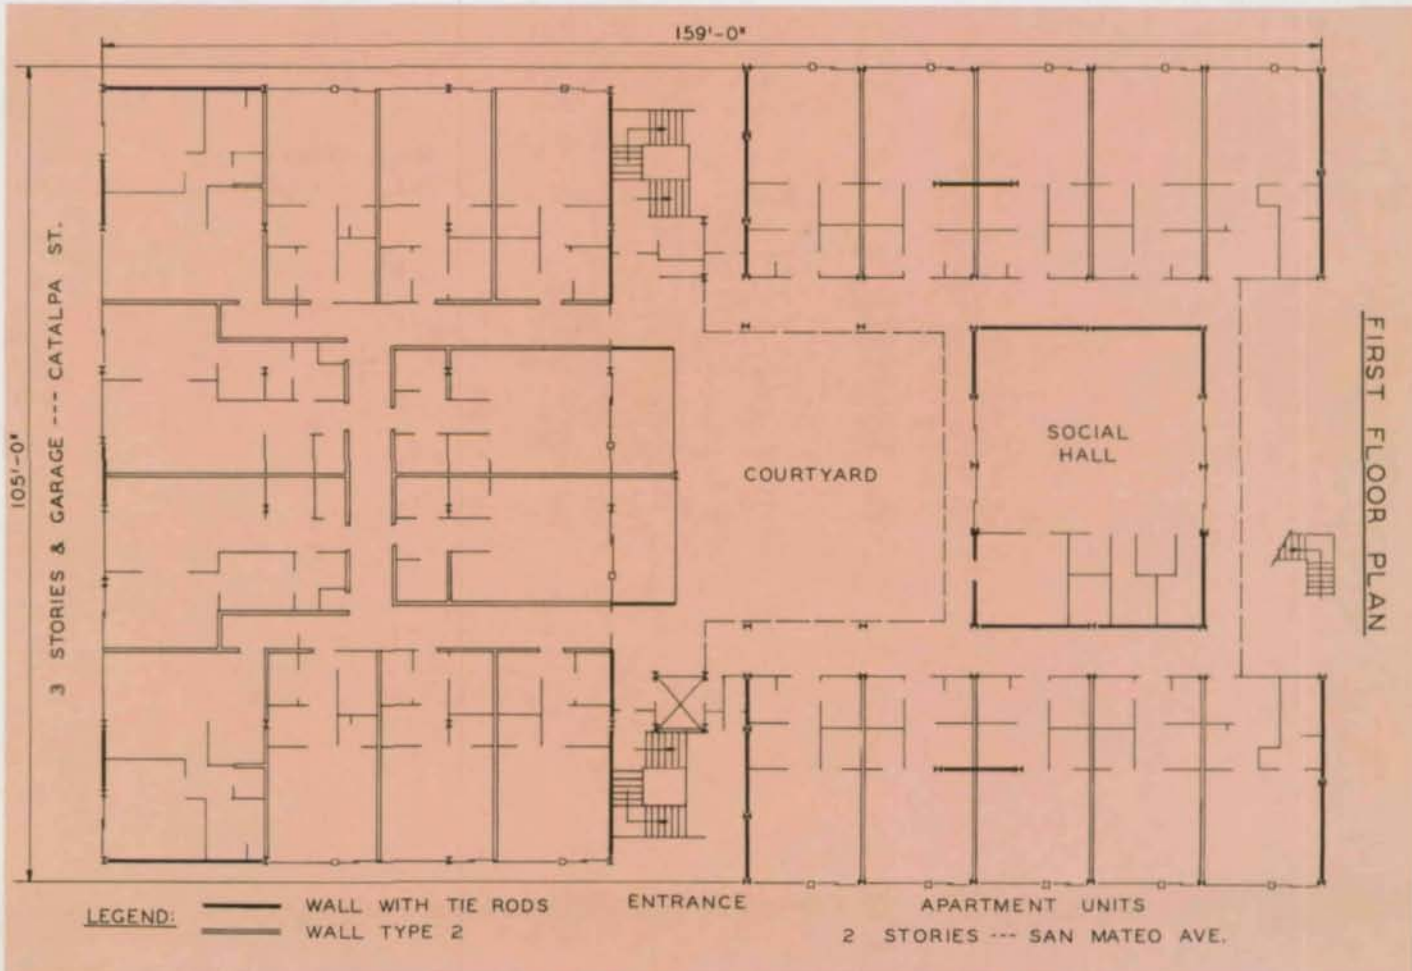 159'-0"
105'-0"
3 STORIES & GARAGE --- CATALPA ST.
FIRST FLOOR PLAN
SOCIAL
HALL
COURTYARD
LEGEND:
WALL WITH TIE RODS
WALL TYPE 2
ENTRANCE
APARTMENT UNITS
2 STORIES --- SAN MATEO AVE.